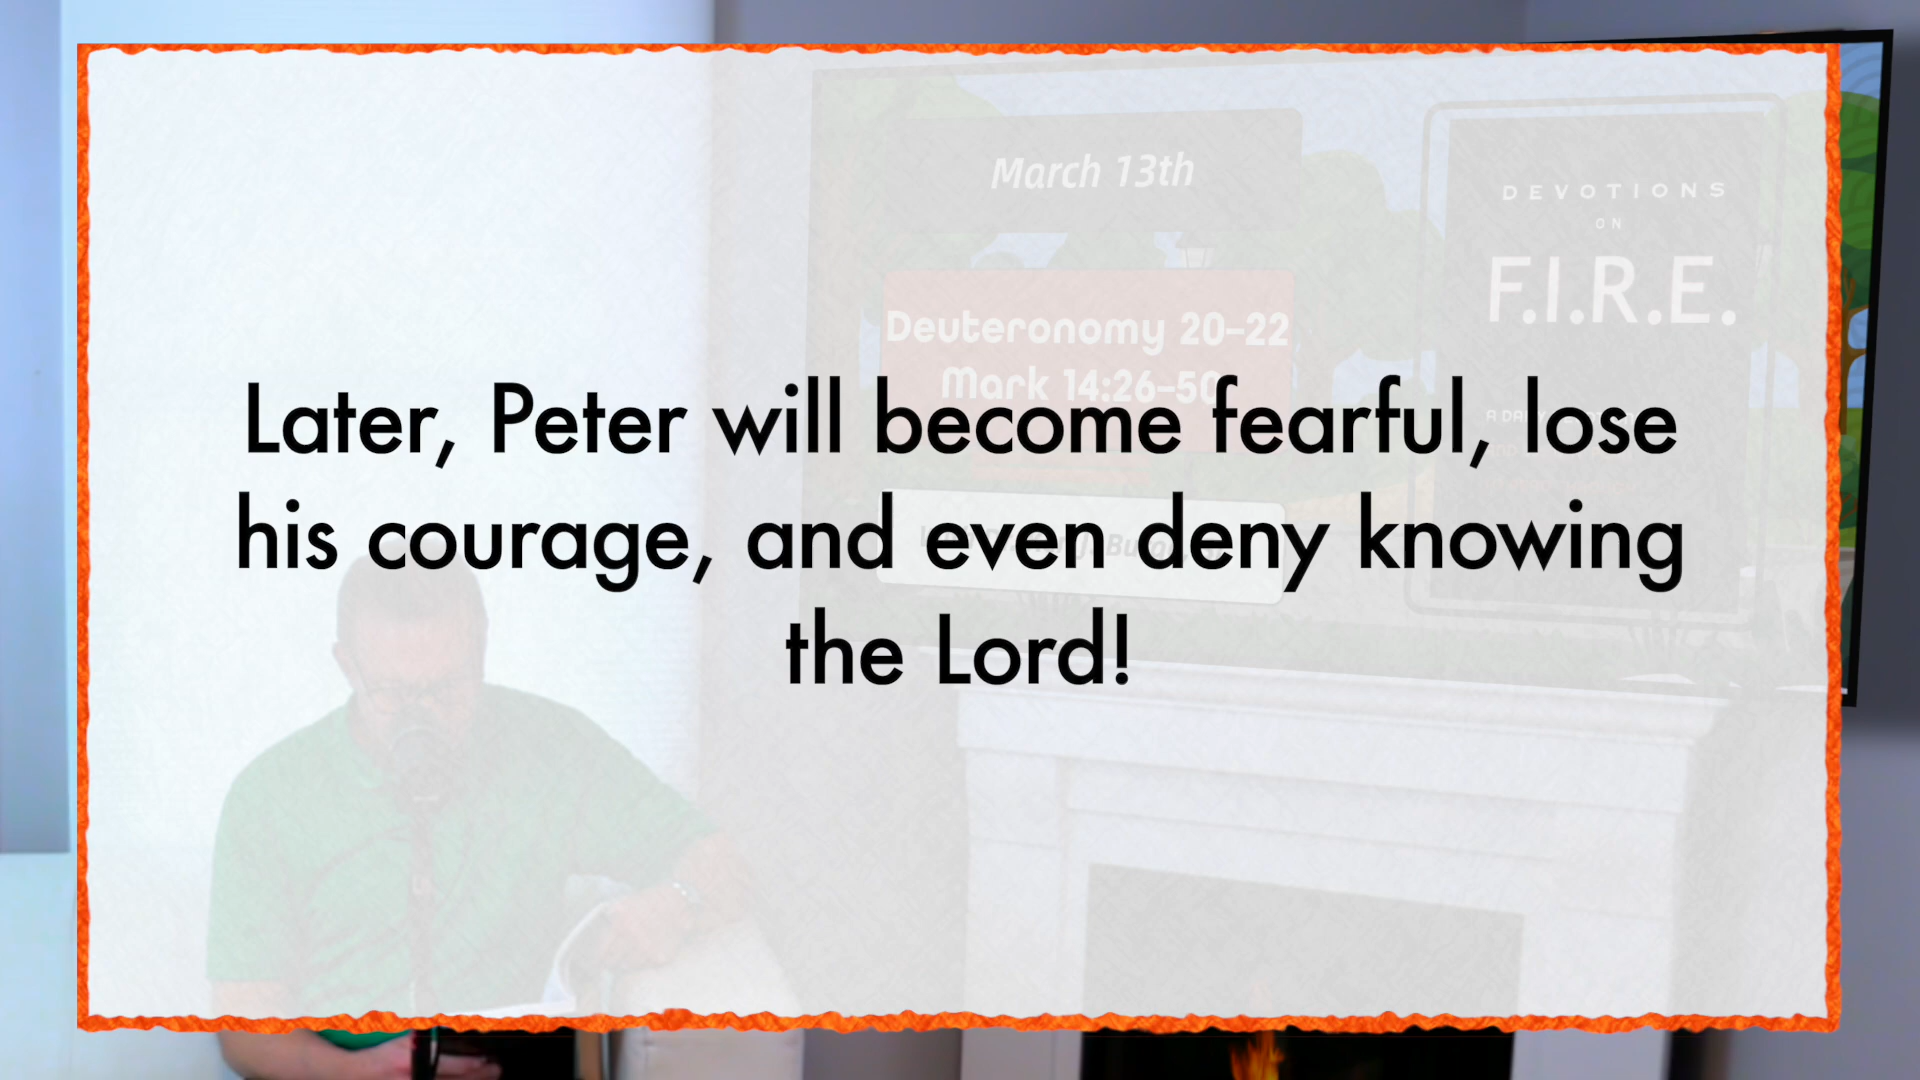 March 13th
DEVOTIONS
ON
F.I.R.E.
Deuteronomy 20–22
Mark 14:26–50
Later, Peter will become fearful, lose
his courage, and even deny knowing
the Lord!